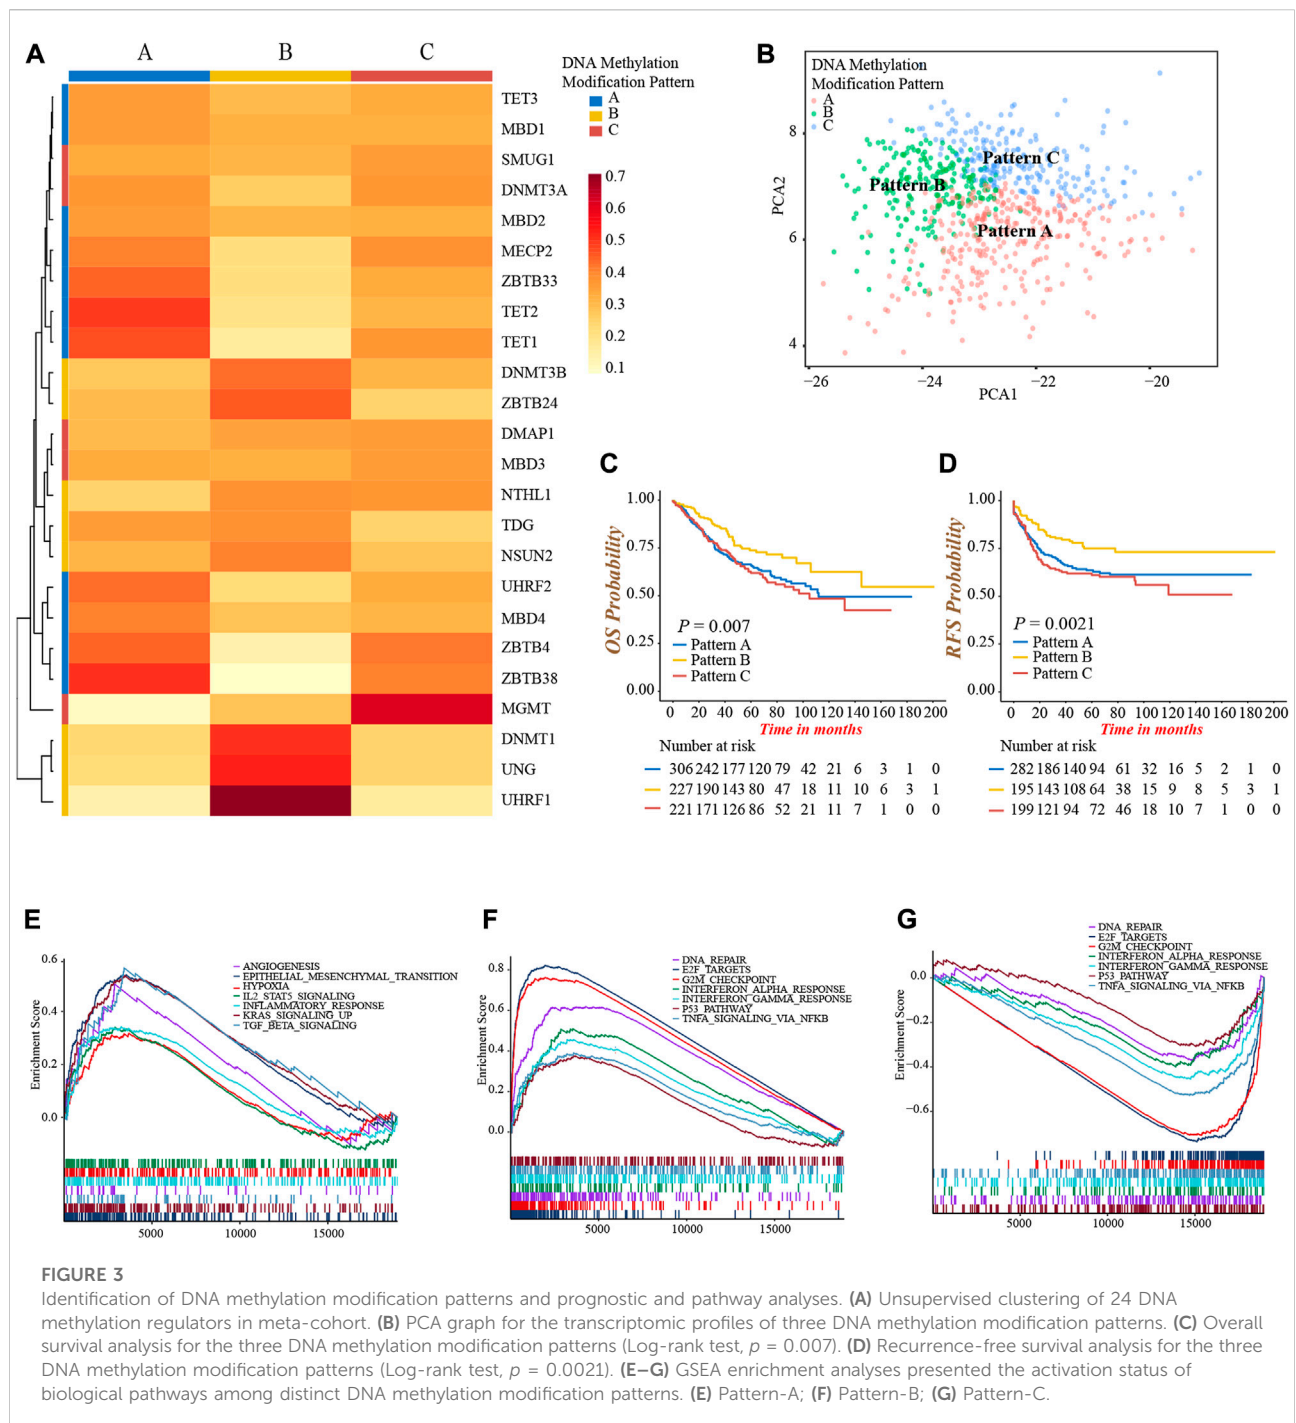 A
A B C
DNA Methylation
Modification Pattern
A
B
C
0.7
0.6
0.5
0.4
0.3
0.2
0.1
TET3
MBD1
SMUG1
DNMT3A
MBD2
MECP2
ZBTB33
TET2
TET1
DNMT3B
ZBTB24
DMAP1
MBD3
NTHL1
TDG
NSUN2
UHRF2
MBD4
ZBTB4
ZBTB38
MGMT
DNMT1
UNG
UHRF1
B
DNA Methylation
Modification Pattern
A
B
C
Pattern C
Pattern B
Pattern A
PCA2
8
6
4
−26 −24 −22 −20
PCA1
C
OS Probability
1.00
0.75
0.50
0.25
0.00
P = 0.007
Pattern A
Pattern B
Pattern C
0 20 40 60 80 100 120 140 160 180 200
Time in months
Number at risk
306 242 177 120 79 42 21 6 3 1 0
227 190 143 80 47 18 11 10 6 3 1
221 171 126 86 52 21 11 7 1 0 0
D
RFS Probability
1.00
0.75
0.50
0.25
0.00
P = 0.0021
Pattern A
Pattern B
Pattern C
0 20 40 60 80 100 120 140 160 180 200
Time in months
Number at risk
282 186 140 94 61 32 16 5 2 1 0
195 143 108 64 38 15 9 8 5 3 1
199 121 94 72 46 18 10 7 1 0 0
E
Enrichment Score
0.6
0.4
0.2
0.0
ANGIOGENESIS
EPITHELIAL_MESENCHYMAL_TRANSITION
HYPOXIA
IL2_STAT5_SIGNALING
INFLAMMATORY_RESPONSE
KRAS_SIGNALING_UP
TGF_BETA_SIGNALING
5000 10000 15000
F
Enrichment Score
0.8
0.6
0.4
0.2
0.0
DNA_REPAIR
E2F_TARGETS
G2M_CHECKPOINT
INTERFERON_ALPHA_RESPONSE
INTERFERON_GAMMA_RESPONSE
P53_PATHWAY
TNFA_SIGNALING_VIA_NFKB
5000 10000 15000
G
Enrichment Score
0.0
−0.2
−0.4
−0.6
DNA_REPAIR
E2F_TARGETS
G2M_CHECKPOINT
INTERFERON_ALPHA_RESPONSE
INTERFERON_GAMMA_RESPONSE
P53_PATHWAY
TNFA_SIGNALING_VIA_NFKB
5000 10000 15000
FIGURE 3
Identification of DNA methylation modification patterns and prognostic and pathway analyses. (A) Unsupervised clustering of 24 DNA
methylation regulators in meta-cohort. (B) PCA graph for the transcriptomic profiles of three DNA methylation modification patterns. (C) Overall
survival analysis for the three DNA methylation modification patterns (Log-rank test, p = 0.007). (D) Recurrence-free survival analysis for the three
DNA methylation modification patterns (Log-rank test, p = 0.0021). (E–G) GSEA enrichment analyses presented the activation status of
biological pathways among distinct DNA methylation modification patterns. (E) Pattern-A; (F) Pattern-B; (G) Pattern-C.